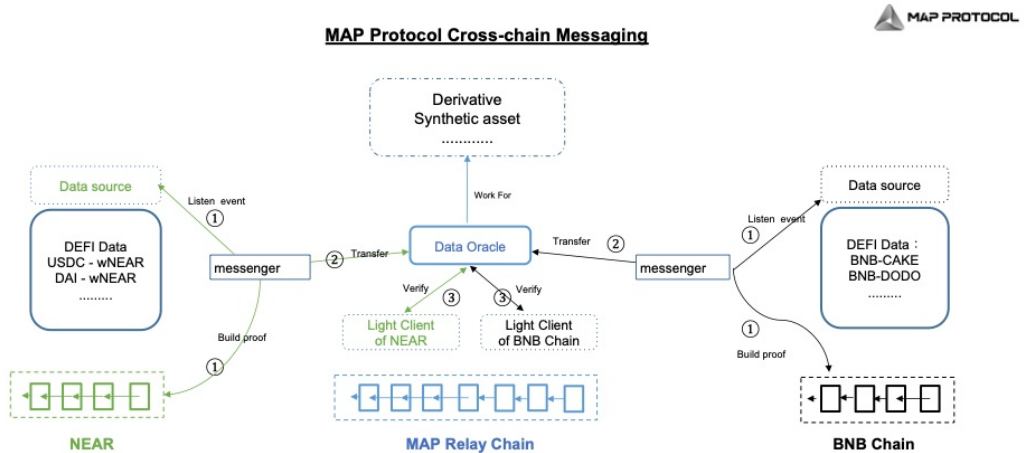 MAP PROTOCOL
MAP Protocol Cross-chain Messaging
Derivative
Synthetic asset
............
Work For
Data source
Listen event
①
DEFI Data
USDC - wNEAR
DAI - wNEAR
.........
messenger
②
Transfer
Data Oracle
Transfer
②
messenger
Data source
Listen event
①
DEFI Data：
BNB-CAKE
BNB-DODO
.........
Verify
③
③
Verify
Light Client
of NEAR
Light Client
of BNB Chain
Build proof
①
①
Build proof
NEAR
MAP Relay Chain
BNB Chain